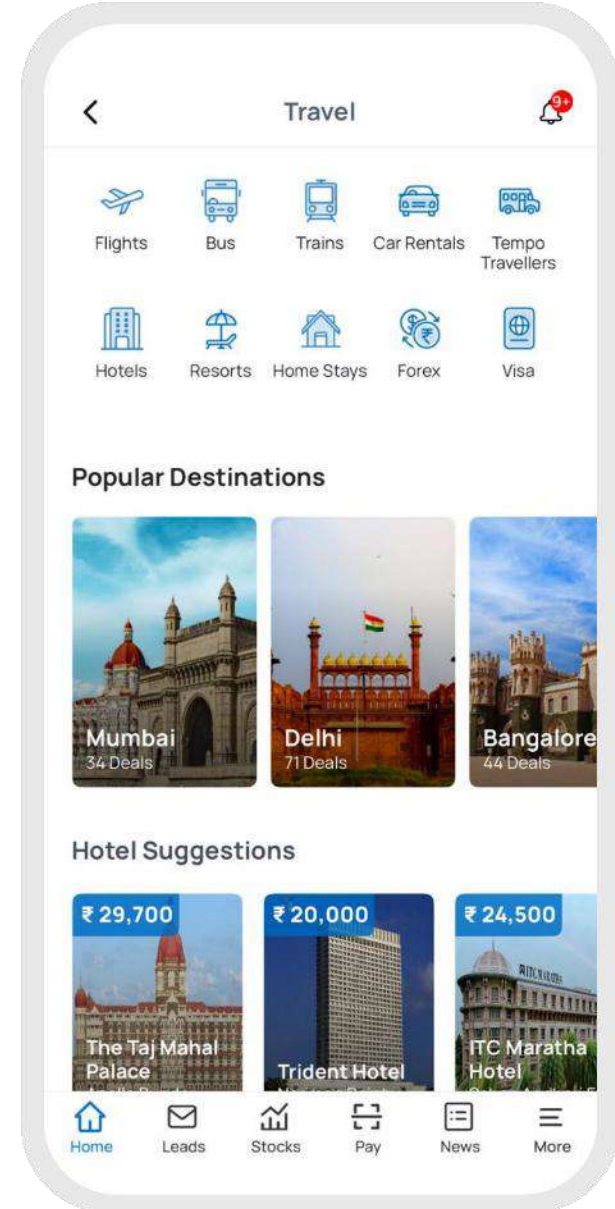 Travel
9+
Flights
Bus
Trains
Car Rentals
Tempo
Travellers
Hotels
Resorts
Home Stays
Forex
Visa
Popular Destinations
Mumbai
34 Deals
Delhi
71 Deals
Bangalore
44 Deals
Hotel Suggestions
₹ 29,700
The Taj Mahal
Palace
₹ 20,000
Trident Hotel
₹ 24,500
ITC MARATHA
ITC Maratha
Hotel
Home
Leads
Stocks
Pay
News
More